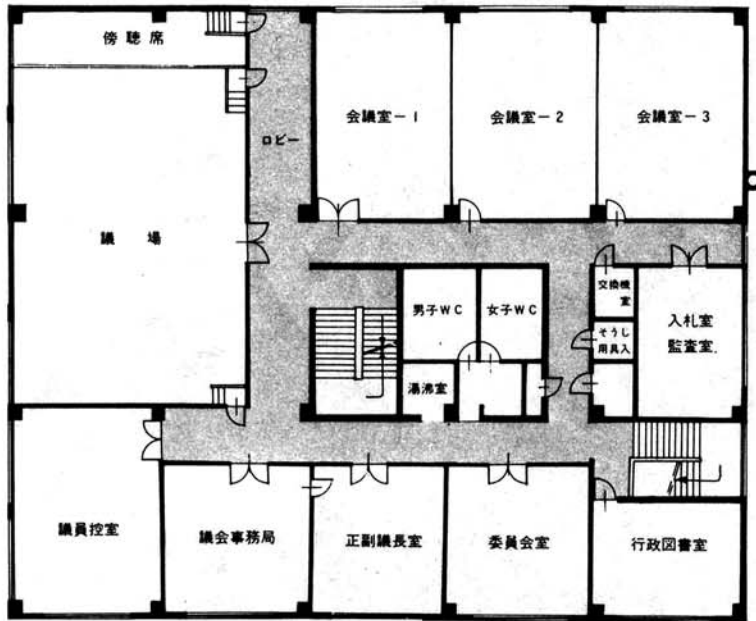 傍聴席
ロビー
会議室-1
会議室-2
会議室-3
議場
男子WC
女子WC
交換機
室
そうじ
用具入
入札室
監査室
湯沸室
議員控室
議会事務局
正副議長室
委員会室
行政図書室